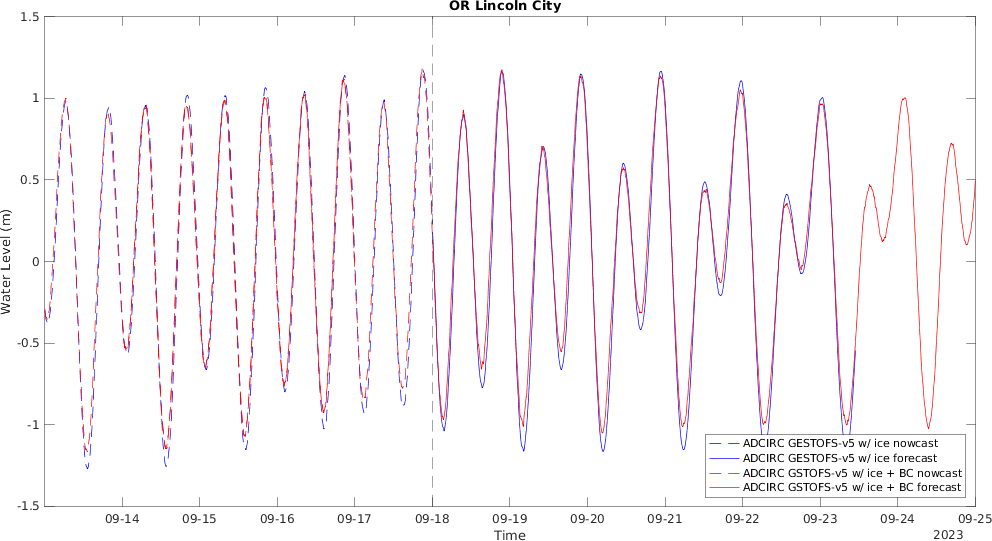 OR Lincoln City
1.5
1
0.5
0
-0.5
-1
-1.5
Water Level (m)
ADCIRC GESTOFS-v5 w/ ice nowcast
ADCIRC GESTOFS-v5 w/ ice forecast
ADCIRC GSTOFS-v5 w/ ice + BC nowcast
ADCIRC GSTOFS-v5 w/ ice + BC forecast
09-14 09-15 09-16 09-17 09-18 09-19 09-20 09-21 09-22 09-23 09-24 09-25
Time
2023